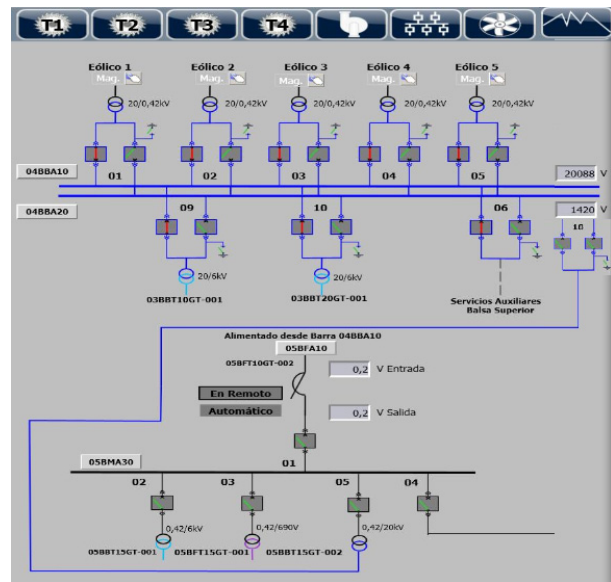 T1 T2 T3 T4
Eólico 1 Eólico 2 Eólico 3 Eólico 4 Eólico 5
Mag. Mag. Mag. Mag. Mag.
20/0,42kV 20/0,42kV 20/0,42kV 20/0,42kV 20/0,42kV
04BBA10 01 02 03 04 05 20088 V
04BBA20 09 10 06 1420 V
18
20/6kV 20/6kV
03BBT10GT-001 03BBT20GT-001 Servicios Auxiliares
Balsa Superior
Alimentado desde Barra 04BBA10
05BFA10
05BFT10GT-002 0,2 V Entrada
En Remoto
Automático 0,2 V Salida
05BMA30 01
02 03 05 04
0,42/6kV 0,42/690V 0,42/20kV
05BBT15GT-001 05BFT15GT-001 05BBT15GT-002